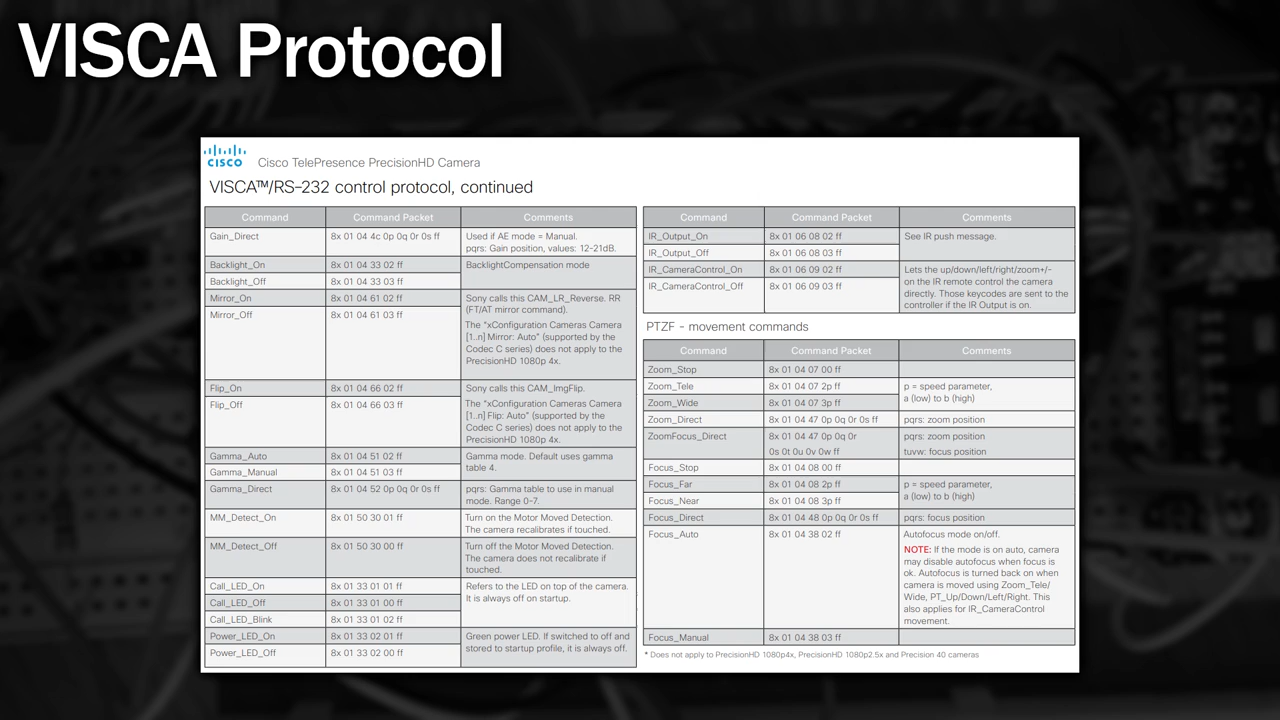 VISCA Protocol
CISCO
Cisco TelePresence PrecisionHD Camera
VISCA™/RS-232 control protocol, continued
Command Command Packet Comments
Gain_Direct 8x 01 04 4c 0p 0q 0r 0s ff Used if AE mode = Manual.
pqrs: Gain position, values: 12-21dB.
Backlight_On 8x 01 04 33 02 ff BacklightCompensation mode
Backlight_Off 8x 01 04 33 03 ff
Mirror_On 8x 01 04 61 02 ff Sony calls this CAM_LR_Reverse. RR
(FT/AT mirror command).
Mirror_Off 8x 01 04 61 03 ff
The “xConfiguration Cameras Camera
[1..n] Mirror: Auto” (supported by the
Codec C series) does not apply to the
PrecisionHD 1080p 4x.
Flip_On 8x 01 04 66 02 ff Sony calls this CAM_ImgFlip.
Flip_Off 8x 01 04 66 03 ff The “xConfiguration Cameras Camera
[1..n] Flip: Auto” (supported by the
Codec C series) does not apply to the
PrecisionHD 1080p 4x.
Gamma_Auto 8x 01 04 51 02 ff Gamma mode. Default uses gamma
table 4.
Gamma_Manual 8x 01 04 51 03 ff
Gamma_Direct 8x 01 04 52 0p 0q 0r 0s ff pqrs: Gamma table to use in manual
mode. Range 0-7.
MM_Detect_On 8x 01 50 30 01 ff Turn on the Motor Moved Detection.
The camera recalibrates if touched.
MM_Detect_Off 8x 01 50 30 00 ff Turn off the Motor Moved Detection.
The camera does not recalibrate if
touched.
Call_LED_On 8x 01 33 01 01 ff Refers to the LED on top of the camera.
It is always off on startup.
Call_LED_Off 8x 01 33 01 00 ff
Call_LED_Blink 8x 01 33 01 02 ff
Power_LED_On 8x 01 33 02 01 ff Green power LED. If switched to off and
stored to startup profile, it is always off.
Power_LED_Off 8x 01 33 02 00 ff
Command Command Packet Comments
IR_Output_On 8x 01 06 08 02 ff See IR push message.
IR_Output_Off 8x 01 06 08 03 ff
IR_CameraControl_On 8x 01 06 09 02 ff Lets the up/down/left/right/zoom+/-
on the IR remote control the camera
IR_CameraControl_Off 8x 01 06 09 03 ff directly. Those keycodes are sent to the
controller if the IR Output is on.
PTZF - movement commands
Command Command Packet Comments
Zoom_Stop 8x 01 04 07 00 ff
Zoom_Tele 8x 01 04 07 2p ff p = speed parameter,
a (low) to b (high)
Zoom_Wide 8x 01 04 07 3p ff
Zoom_Direct 8x 01 04 47 0p 0q 0r 0s ff pqrs: zoom position
ZoomFocus_Direct 8x 01 04 47 0p 0q 0r pqrs: zoom position
0s 0t 0u 0v 0w ff tuvw: focus position
Focus_Stop 8x 01 04 08 00 ff
Focus_Far 8x 01 04 08 2p ff p = speed parameter,
a (low) to b (high)
Focus_Near 8x 01 04 08 3p ff
Focus_Direct 8x 01 04 48 0p 0q 0r 0s ff pqrs: focus position
Focus_Auto 8x 01 04 38 02 ff Autofocus mode on/off.
NOTE: If the mode is on auto, camera
may disable autofocus when focus is
ok. Autofocus is turned back on when
camera is moved using Zoom_Tele/
Wide, PT_Up/Down/Left/Right. This
also applies for IR_CameraControl
movement.
Focus_Manual 8x 01 04 38 03 ff
* Does not apply to PrecisionHD 1080p4x, PrecisionHD 1080p2.5x and Precision 40 cameras